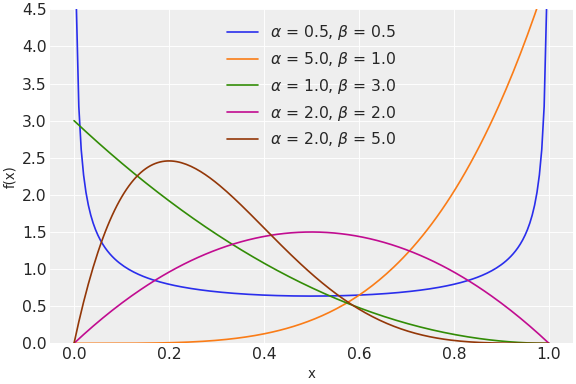 4.5
4.0
3.5
3.0
2.5
2.0
1.5
1.0
0.5
0.0
f(x)
α = 0.5, β = 0.5
α = 5.0, β = 1.0
α = 1.0, β = 3.0
α = 2.0, β = 2.0
α = 2.0, β = 5.0
0.0 0.2 0.4 0.6 0.8 1.0
x